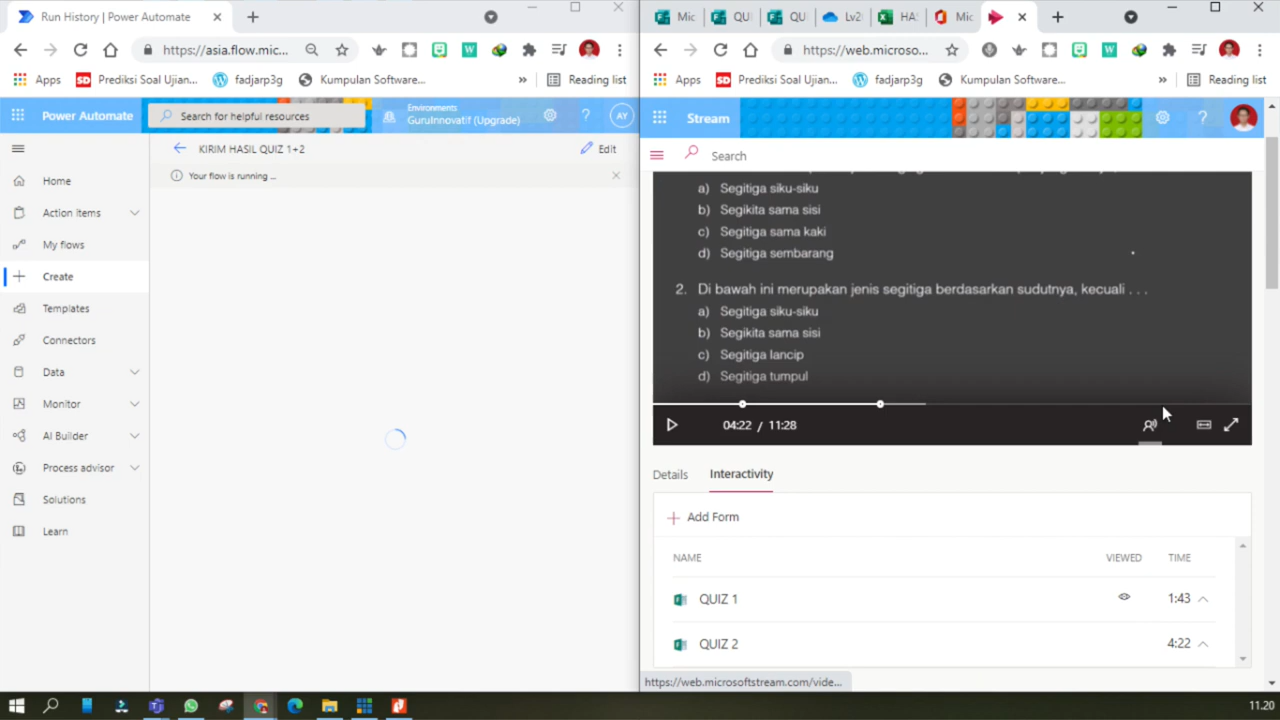 Run History | Power Automate
https://asia.flow.mic...
Apps
SD Prediksi Soal Ujian...
fadjarp3g
Kumpulan Software...
»
Reading list
Power Automate
Search for helpful resources
Environments
GuruInnovatif (Upgrade)
?
AY
KIRIM HASIL QUIZ 1+2
Edit
Your flow is running ...
Home
Action items
My flows
Create
Templates
Connectors
Data
Monitor
AI Builder
Process advisor
Solutions
Learn
Mic
QUI
QU
Lv2
HAS
Mic
https://web.microso...
Apps
SD Prediksi Soal Ujian...
fadjarp3g
Kumpulan Software...
»
Reading list
Stream
?
Search
a) Segitiga siku-siku
b) Segikita sama sisi
c) Segitiga sama kaki
d) Segitiga sembarang
2. Di bawah ini merupakan jenis segitiga berdasarkan sudutnya, kecuali . . .
a) Segitiga siku-siku
b) Segikita sama sisi
c) Segitiga lancip
d) Segitiga tumpul
04:22 / 11:28
Details
Interactivity
Add Form
NAME
VIEWED
TIME
QUIZ 1
1:43
QUIZ 2
4:22
https://web.microsoftstream.com/vide...
11.20